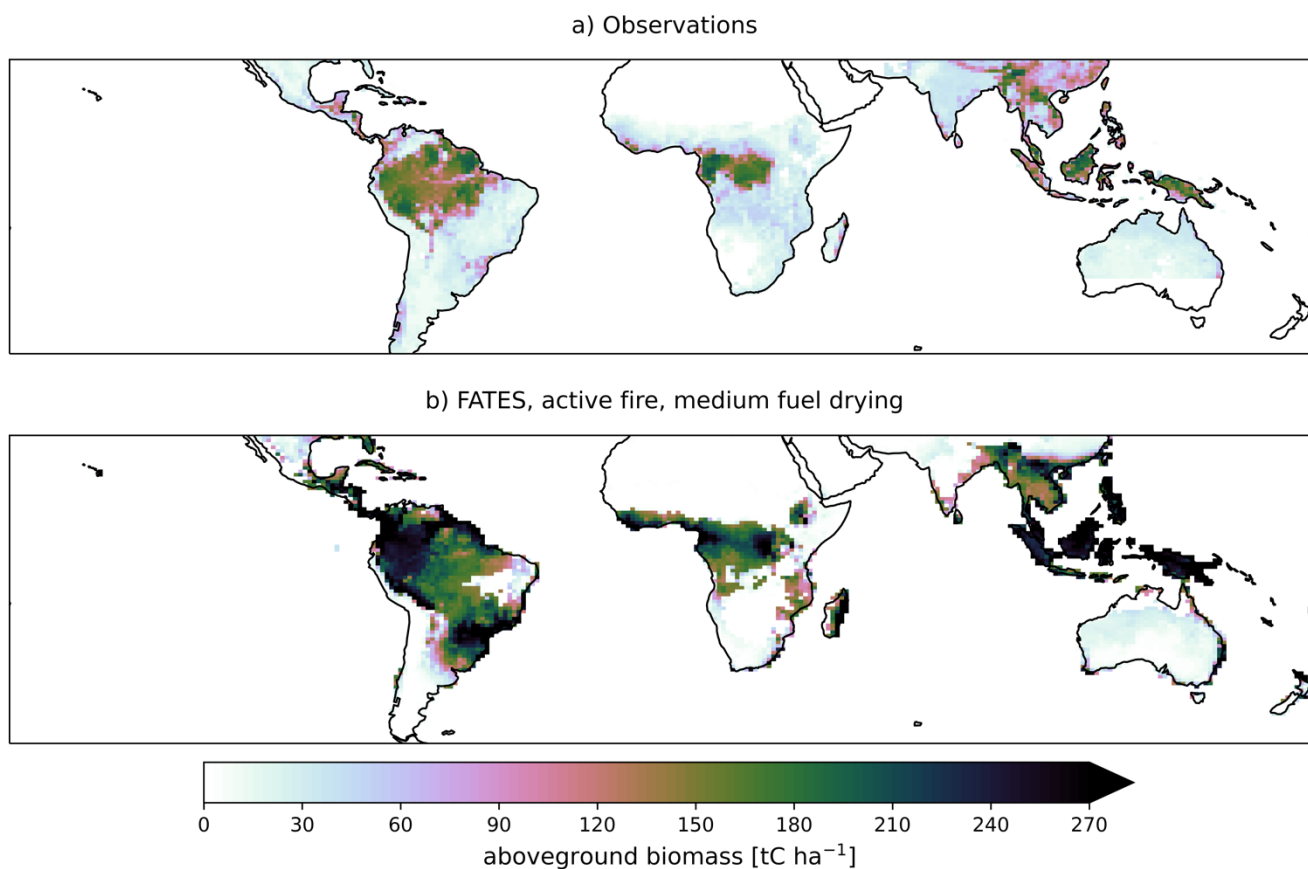 a) Observations
b) FATES, active fire, medium fuel drying
0 30 60 90 120 150 180 210 240 270
aboveground biomass [tC ha⁻¹]